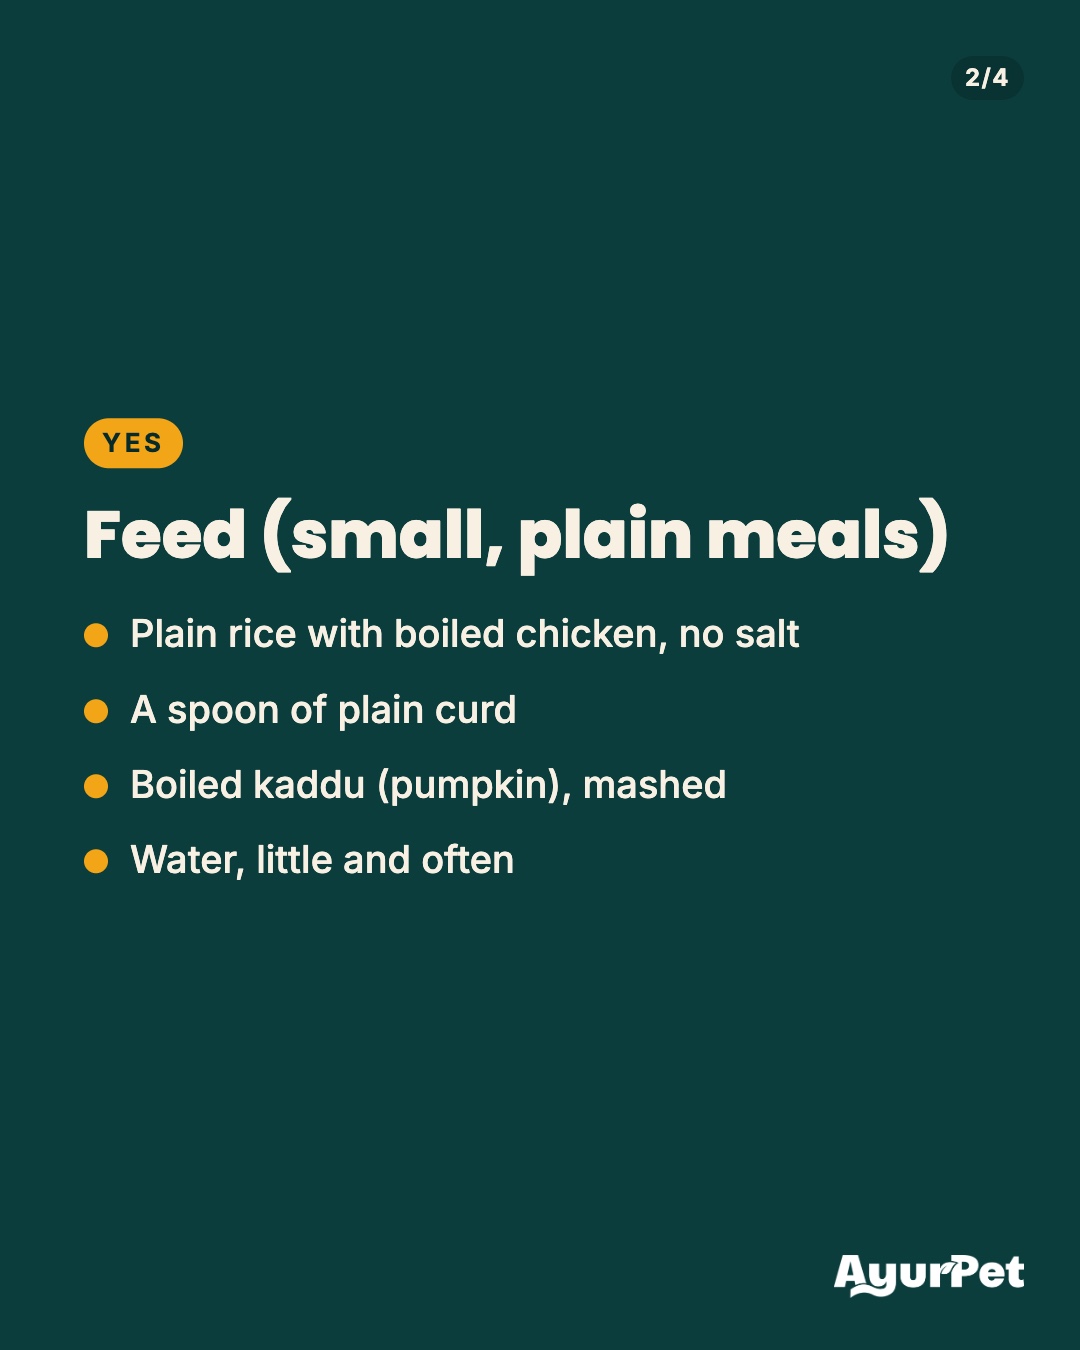 2/4
YES
Feed (small, plain meals)
Plain rice with boiled chicken, no salt
A spoon of plain curd
Boiled kaddu (pumpkin), mashed
Water, little and often
AyurPet